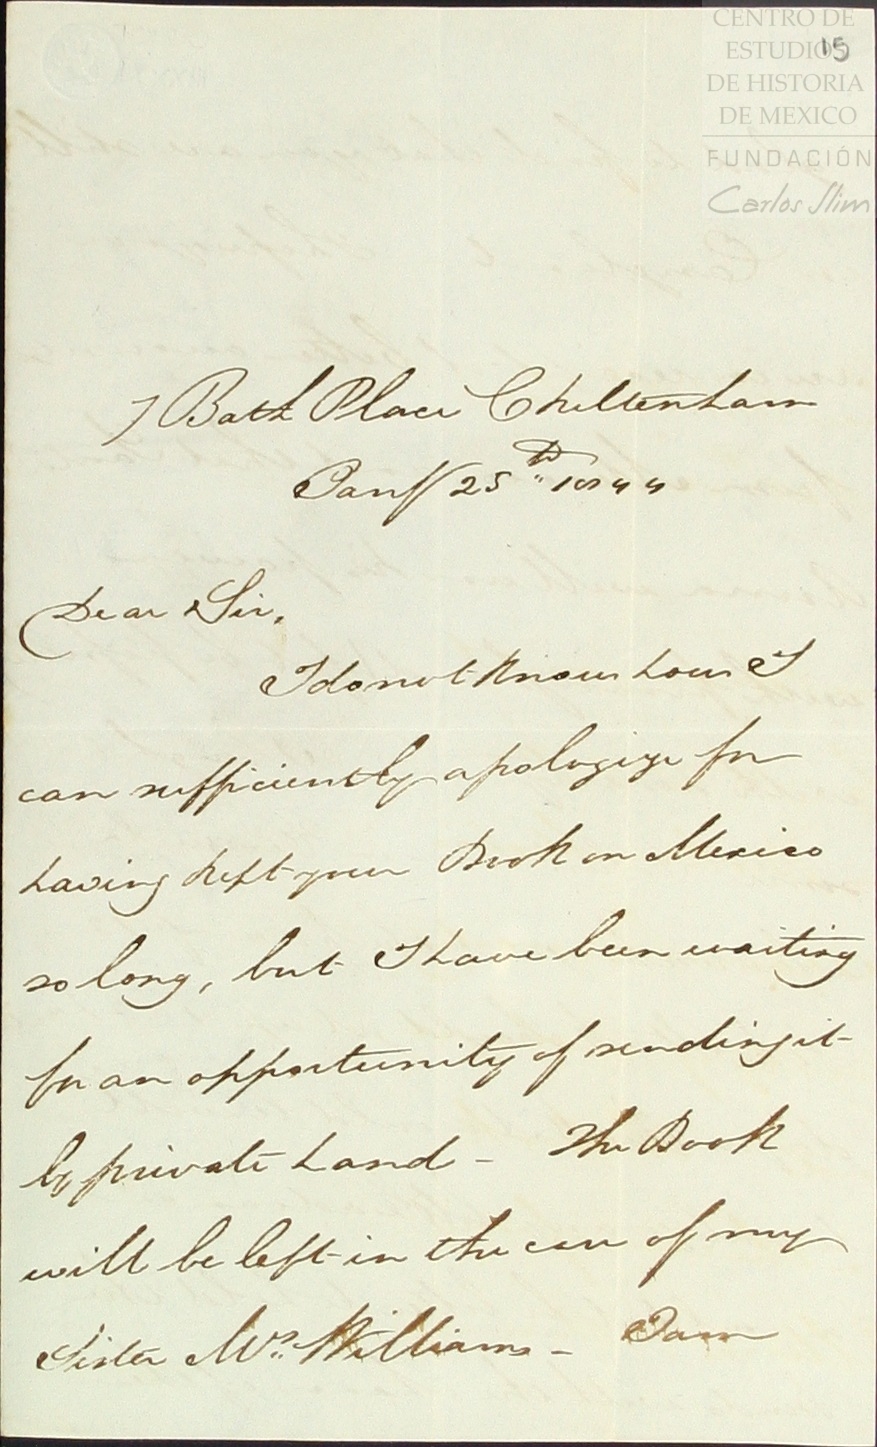 CENTRO DE
ESTUDIOS
DE HISTORIA
DE MEXICO
FUNDACIÓN
Carlos Slim
15
7 Bath Place Cheltenham
Jany 25th 1844
Dear Sir,
I do not know how I
can sufficiently apologize for
having kept your Book on Mexico
so long, but I have been waiting
for an opportunity of sending it
by private hand – The Book
will be left in the care of my
Sister Mrs. Williams – I am